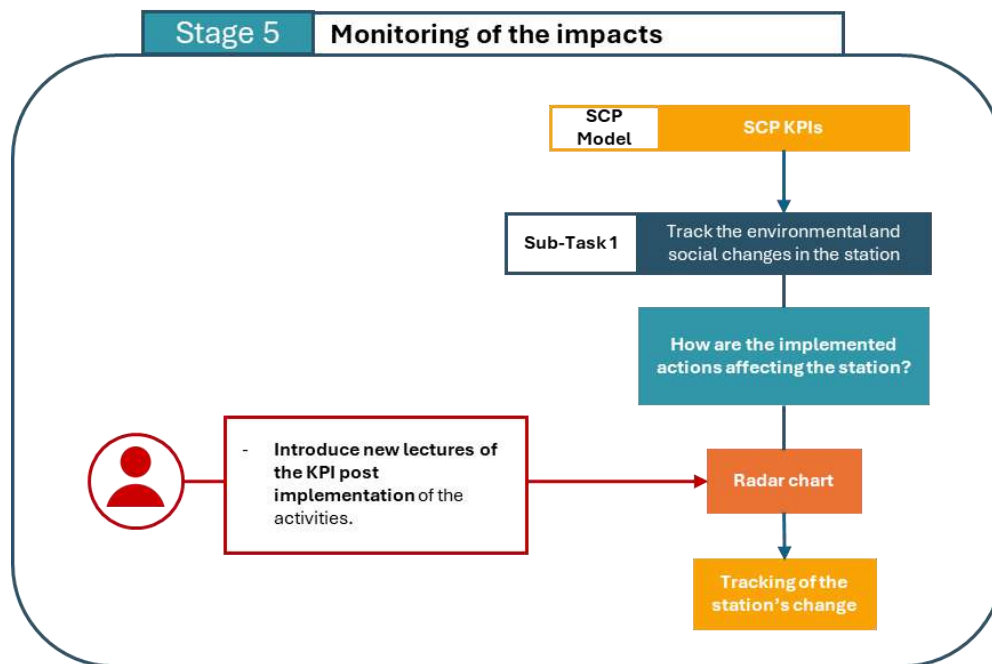 Stage 5
Monitoring of the impacts
SCP
Model
SCP KPIs
Sub-Task 1
Track the environmental and
social changes in the station
How are the implemented
actions affecting the station?
- Introduce new lectures of
the KPI post
implementation of the
activities.
Radar chart
Tracking of the
station's change